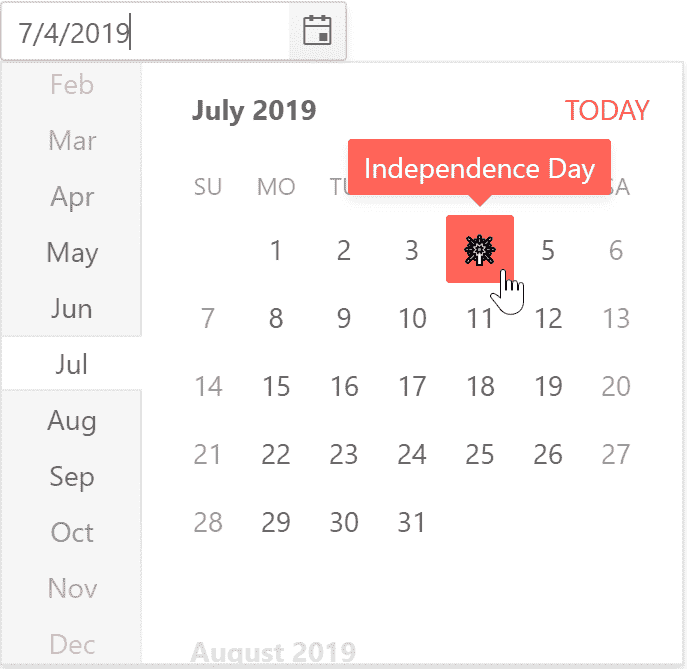 7/4/2019
Feb
Mar
Apr
May
Jun
Jul
Aug
Sep
Oct
Nov
Dec
July 2019 TODAY
Independence Day
SU MO
1 2 3 5 6
7 8 9 10 11 12 13
14 15 16 17 18 19 20
21 22 23 24 25 26 27
28 29 30 31
August 2019